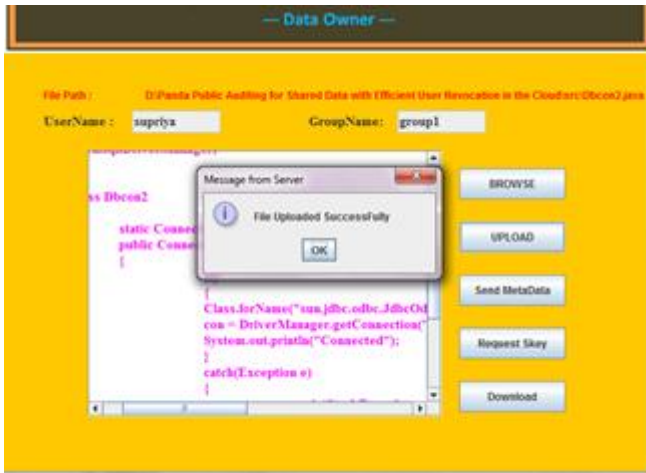 --- Data Owner ---
File Path : D:\Panda Public Auditing for Shared Data with Efficient User Revocation in the Cloud\src\Dbcon2.java
UserName : supriya GroupName: group1
ss Dbcon2
static Connec
public Conne
{
{
Class.forName("sun.jdbc.odbc.JdbcOd
con = DriverManager.getConnection("
System.out.println("Connected");
}
catch(Exception e)
{
Message from Server
File Uploaded SuccessFully
OK
BROWSE
UPLOAD
Send MetaData
Request Skey
Download